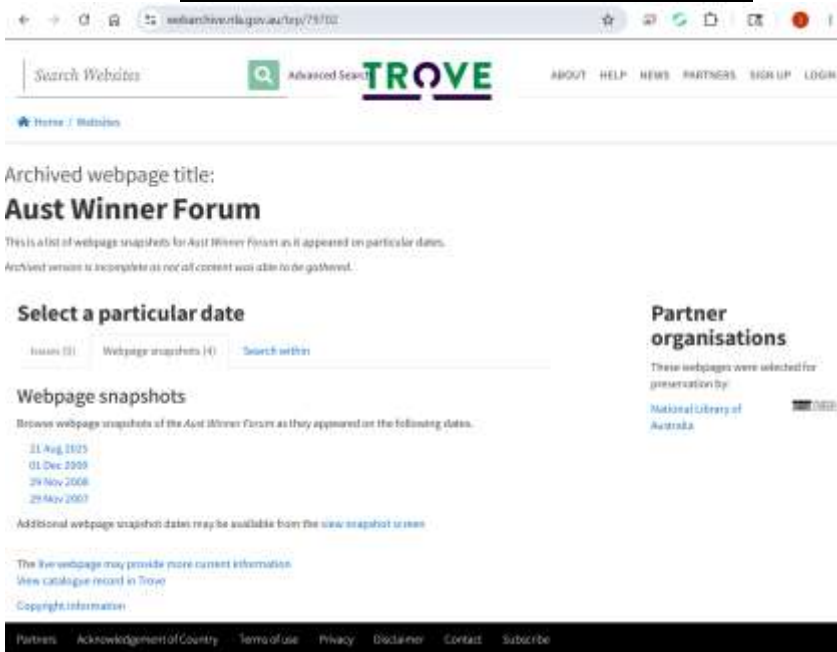 webarchive.nla.gov.au/tep/79702
Search Websites
Advanced Search
TROVE
ABOUT HELP NEWS PARTNERS SIGN UP LOGIN
Home / Websites
Archived webpage title:
Aust Winner Forum
This is a list of webpage snapshots for Aust Winner Forum as it appeared on particular dates.
Archived version is incomplete as not all content was able to be gathered.
Select a particular date
Issues (0) Webpage snapshots (4) Search within
Webpage snapshots
Browse webpage snapshots of the Aust Winner Forum as they appeared on the following dates.
21 Aug 2025
01 Dec 2009
29 Nov 2008
29 Nov 2007
Additional webpage snapshot dates may be available from the view snapshot screen
The live webpage may provide more current information
View catalogue record in Trove
Copyright information
Partner
organisations
These webpages were selected for
preservation by:
National Library of
Australia
Partners Acknowledgement of Country Terms of use Privacy Disclaimer Contact Subscribe